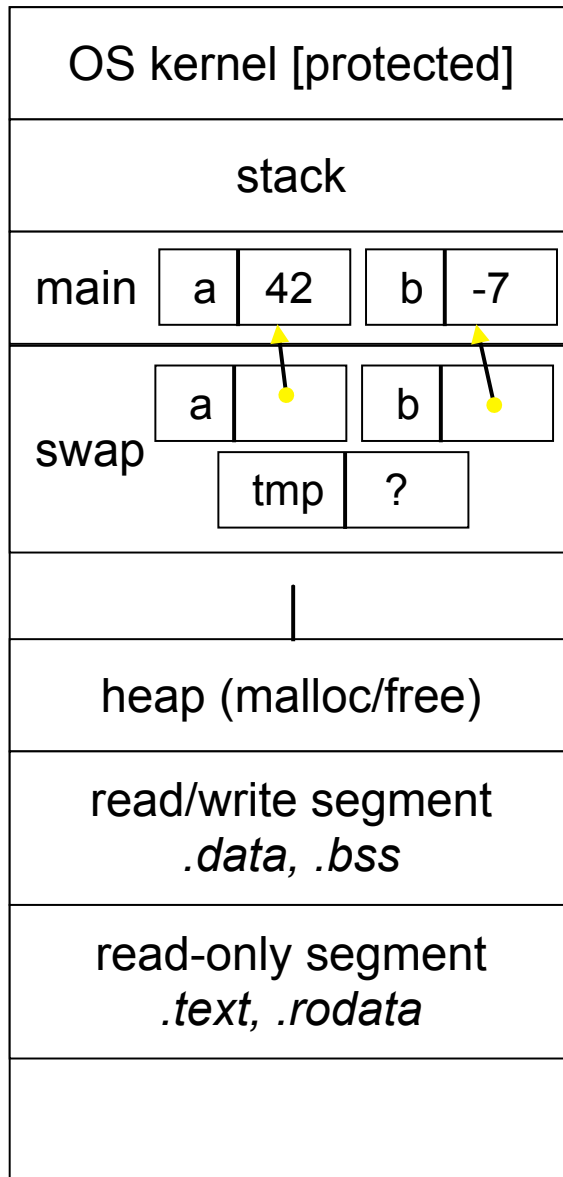 OS kernel [protected]
stack
main a 42 b -7
a b
swap
tmp ?
heap (malloc/free)
read/write segment
.data, .bss
read-only segment
.text, .rodata